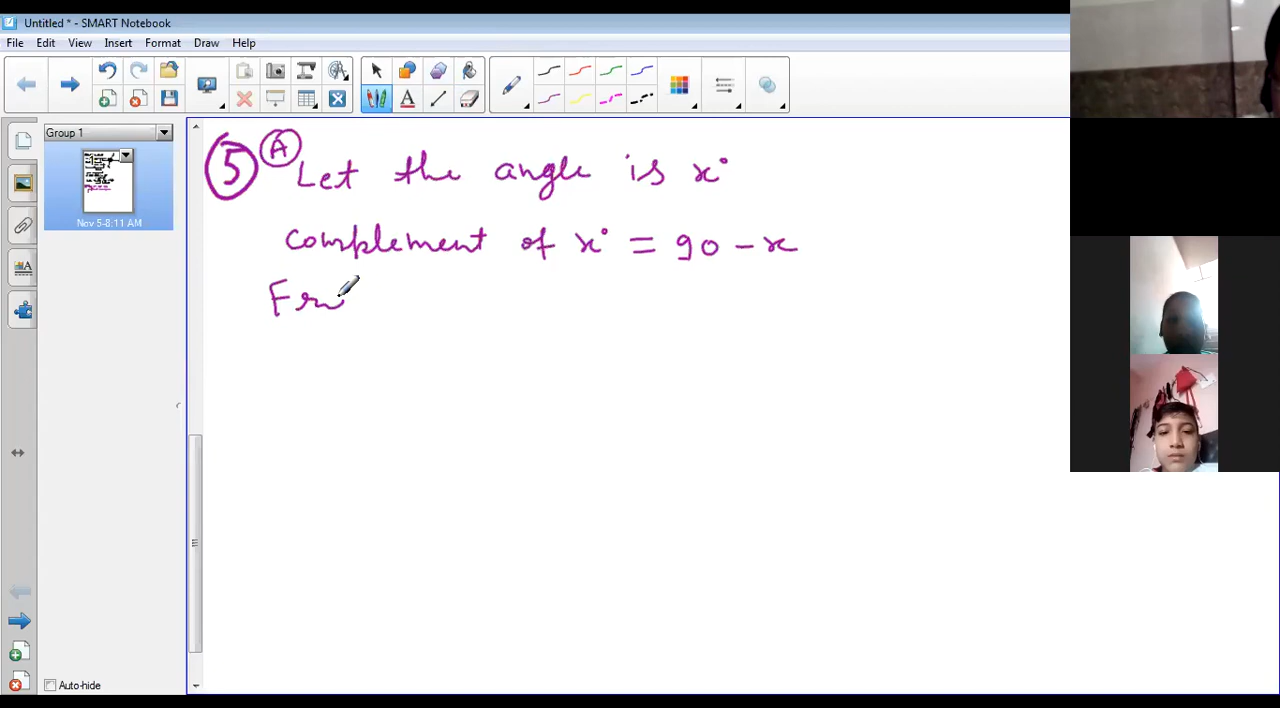 Untitled * - SMART Notebook
File Edit View Insert Format Draw Help
Group 1
Nov 5-8:11 AM
5 A Let the angle is x°
complement of x° = 90 - x
Fr
Auto-hide